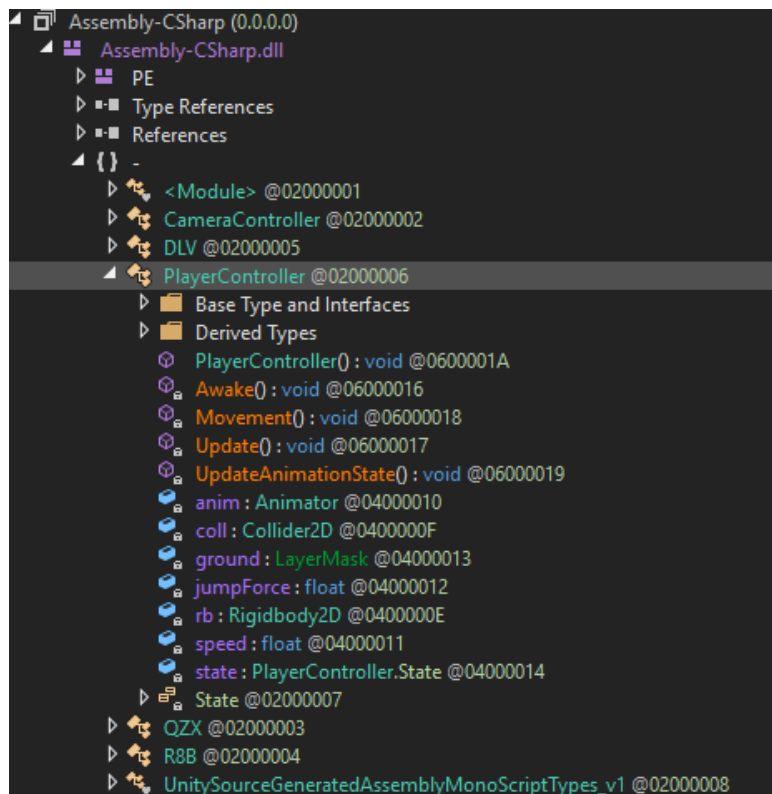 Assembly-CSharp (0.0.0.0)
Assembly-CSharp.dll
PE
Type References
References
{ } -
<Module> @02000001
CameraController @02000002
DLV @02000005
PlayerController @02000006
Base Type and Interfaces
Derived Types
PlayerController() : void @0600001A
Awake() : void @06000016
Movement() : void @06000018
Update() : void @06000017
UpdateAnimationState() : void @06000019
anim : Animator @04000010
coll : Collider2D @0400000F
ground : LayerMask @04000013
jumpForce : float @04000012
rb : Rigidbody2D @0400000E
speed : float @04000011
state : PlayerController.State @04000014
State @02000007
QZX @02000003
R8B @02000004
UnitySourceGeneratedAssemblyMonoScriptTypes_v1 @02000008